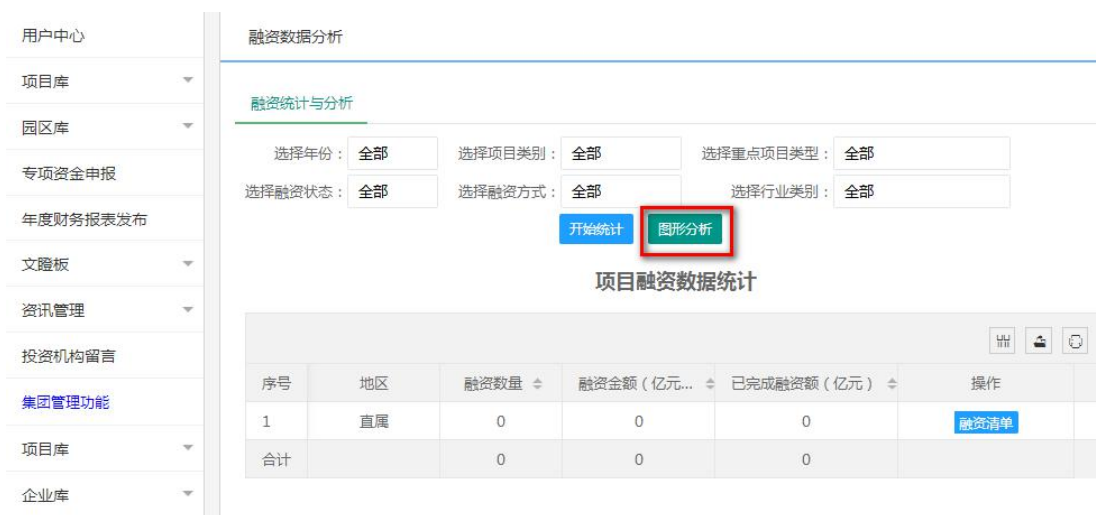 用户中心
项目库
园区库
专项资金申报
年度财务报表发布
文瞪板
资讯管理
投资机构留言
集团管理功能
项目库
企业库
融资数据分析
融资统计与分析
选择年份： 全部 选择项目类别： 全部 选择重点项目类型： 全部
选择融资状态： 全部 选择融资方式： 全部 选择行业类别： 全部
开始统计 图形分析
项目融资数据统计
序号 地区 融资数量 融资金额（亿元... 已完成融资额（亿元） 操作
1 直属 0 0 0 融资清单
合计 0 0 0